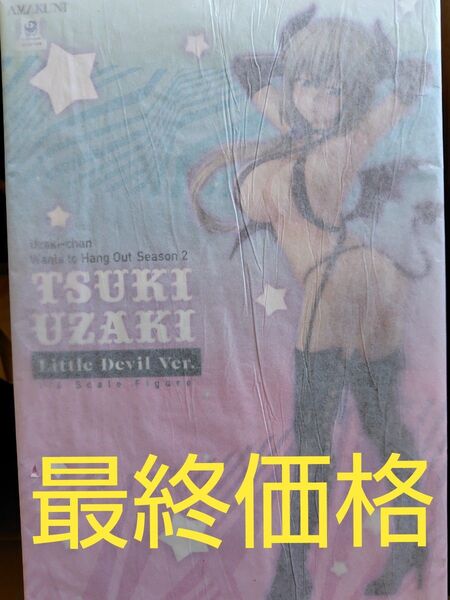 AMAKUNI
Uzaki-chan
Wants to Hang Out Season 2
TSUKI
UZAKI
Little Devil Ver.
Scale Figure
最終価格